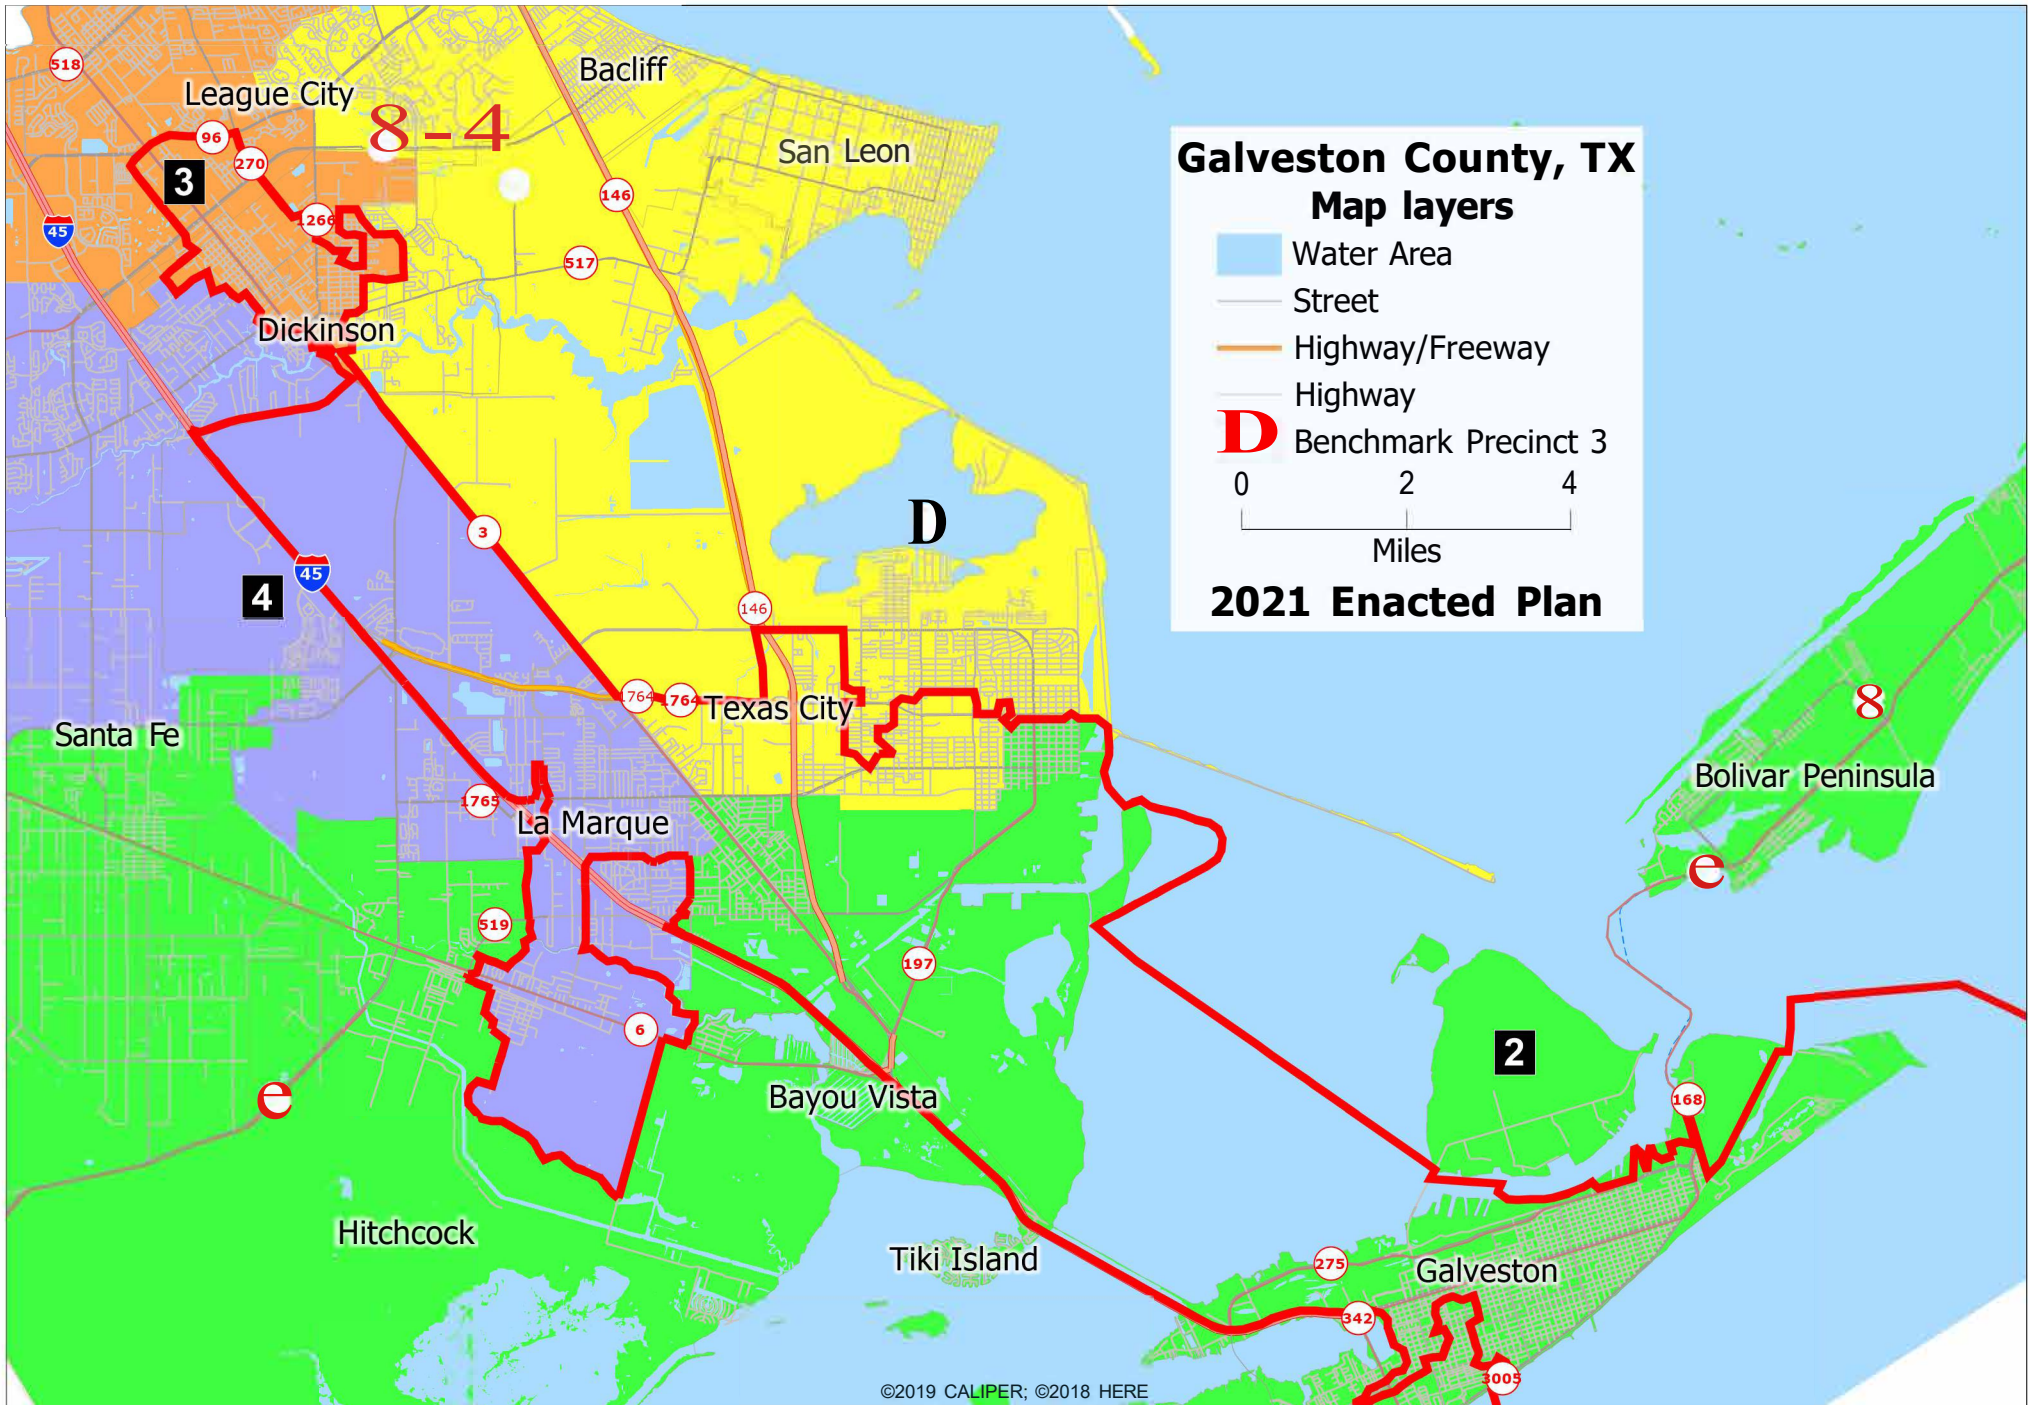 518
Bacliff
League City
8-4
96
270
San Leon
3
146
1266
45
517
Dickinson
Galveston County, TX
Map layers
Water Area
Street
Highway/Freeway
Highway
D Benchmark Precinct 3
0 2 4
Miles
2021 Enacted Plan
D
3
45
4
146
1764
1764
Texas City
Santa Fe
8
Bolivar Peninsula
1765
La Marque
e
519
197
6
2
e
Bayou Vista
168
Hitchcock
Tiki Island
275
Galveston
342
3005
©2019 CALIPER; ©2018 HERE